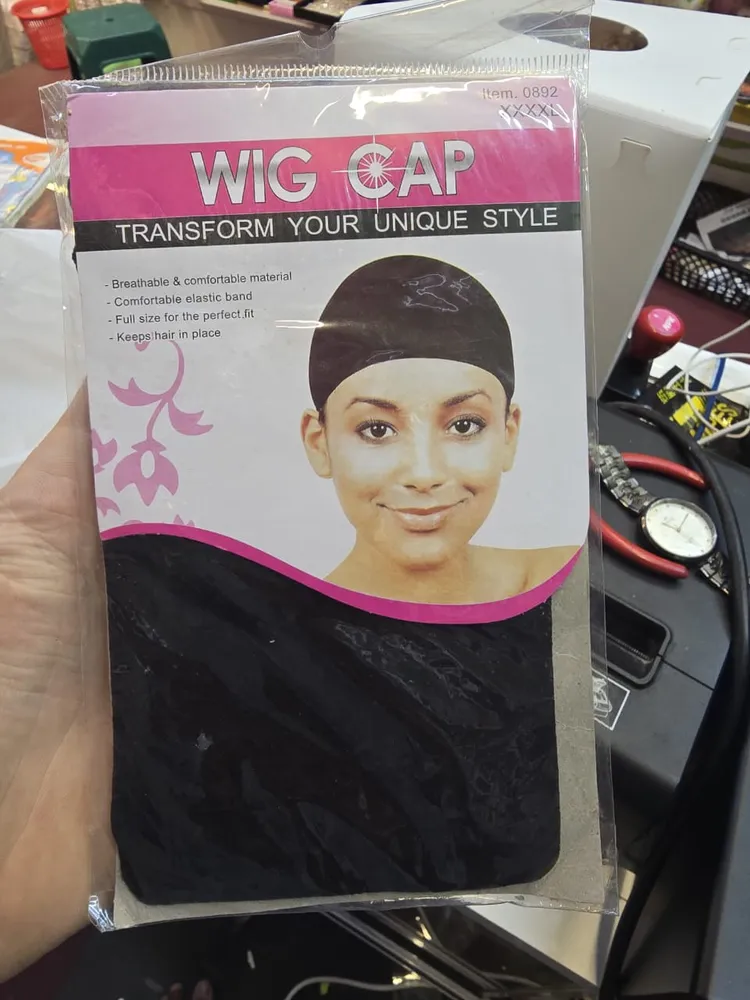 Item. 0892
XXXXL
WIG CAP
TRANSFORM YOUR UNIQUE STYLE
- Breathable & comfortable material
- Comfortable elastic band
- Full size for the perfect fit
- Keeps hair in place